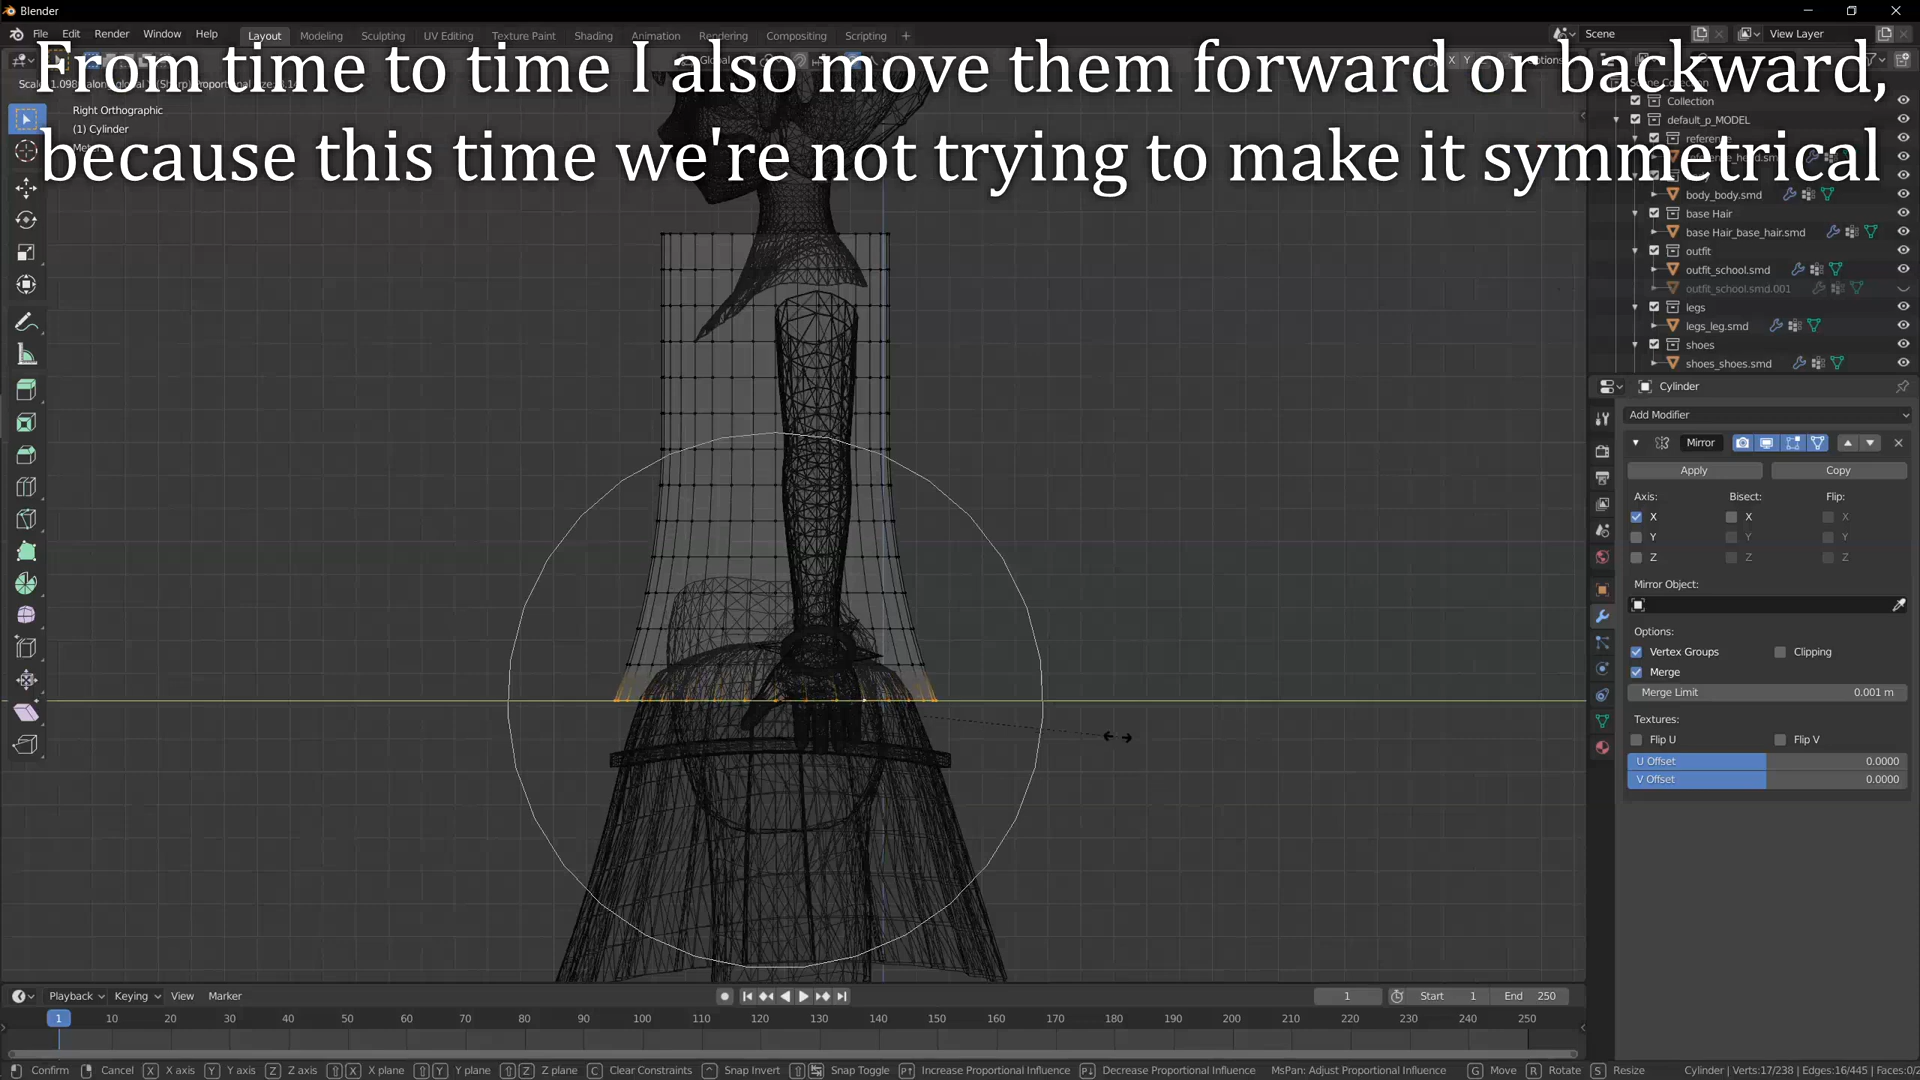 Blender
File Edit Render Window Help Layout Modeling Sculpting UV Editing Texture Paint Shading Animation Rendering Compositing Scripting + Scene View Layer
From time to time I also move them forward or backward,
because this time we're not trying to make it symmetrical
Right Orthographic
(1) Cylinder
Collection
default_p_MODEL
reference
body_body.smd
base Hair
base Hair_base_hair.smd
outfit
outfit_school.smd
outfit_school.smd.001
legs
legs_leg.smd
shoes
shoes_shoes.smd
Cylinder
Add Modifier
Mirror
Apply Copy
Axis: Bisect: Flip:
X X X
Y Y Y
Z Z Z
Mirror Object:
Options:
Vertex Groups Clipping
Merge
Merge Limit 0.001 m
Textures:
Flip U Flip V
U Offset 0.0000
V Offset 0.0000
Playback Keying View Marker 1 Start 1 End 250
1 10 20 30 40 50 60 70 80 90 100 110 120 130 140 150 160 170 180 190 200 210 220 230 240 250
Confirm Cancel X X axis Y Y axis Z Z axis X X plane Y Y plane Z Z plane C Clear Constraints Snap Invert Snap Toggle Increase Proportional Influence Decrease Proportional Influence MsPan: Adjust Proportional Influence G Move R Rotate S Resize Cylinder | Verts:17/238 | Edges:16/445 | Faces:0/2